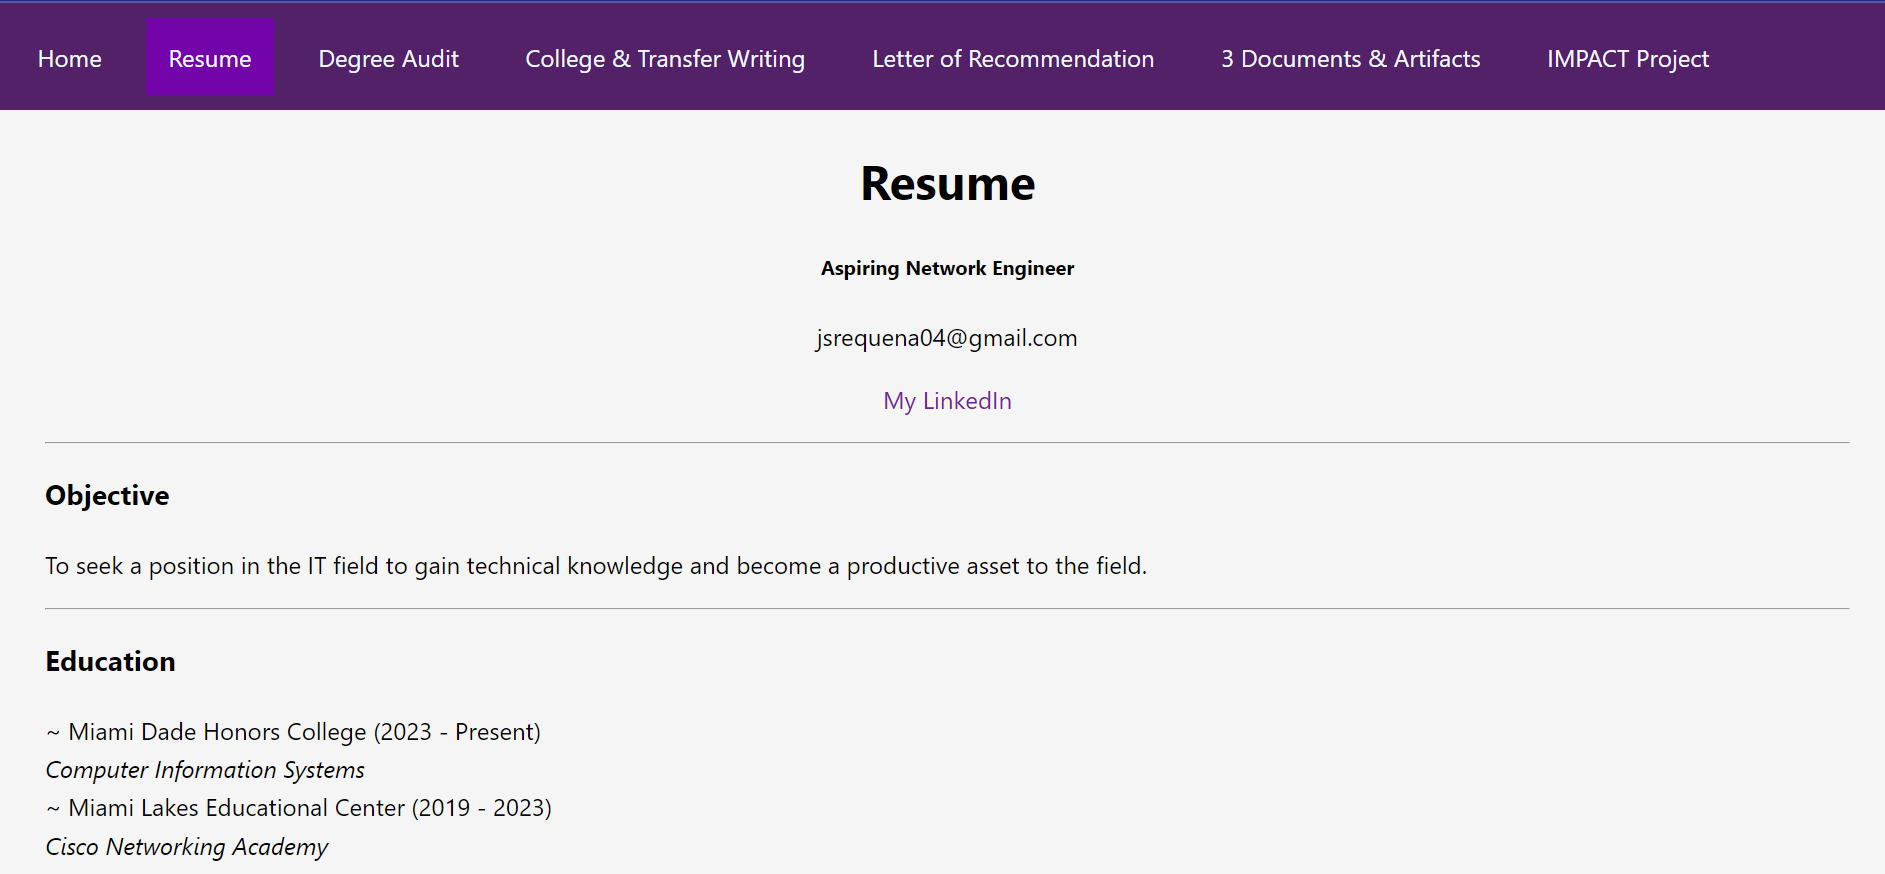 Home Resume Degree Audit College & Transfer Writing Letter of Recommendation 3 Documents & Artifacts IMPACT Project
Resume
Aspiring Network Engineer
jsrequena04@gmail.com
My LinkedIn
Objective
To seek a position in the IT field to gain technical knowledge and become a productive asset to the field.
Education
~ Miami Dade Honors College (2023 - Present)
Computer Information Systems
~ Miami Lakes Educational Center (2019 - 2023)
Cisco Networking Academy